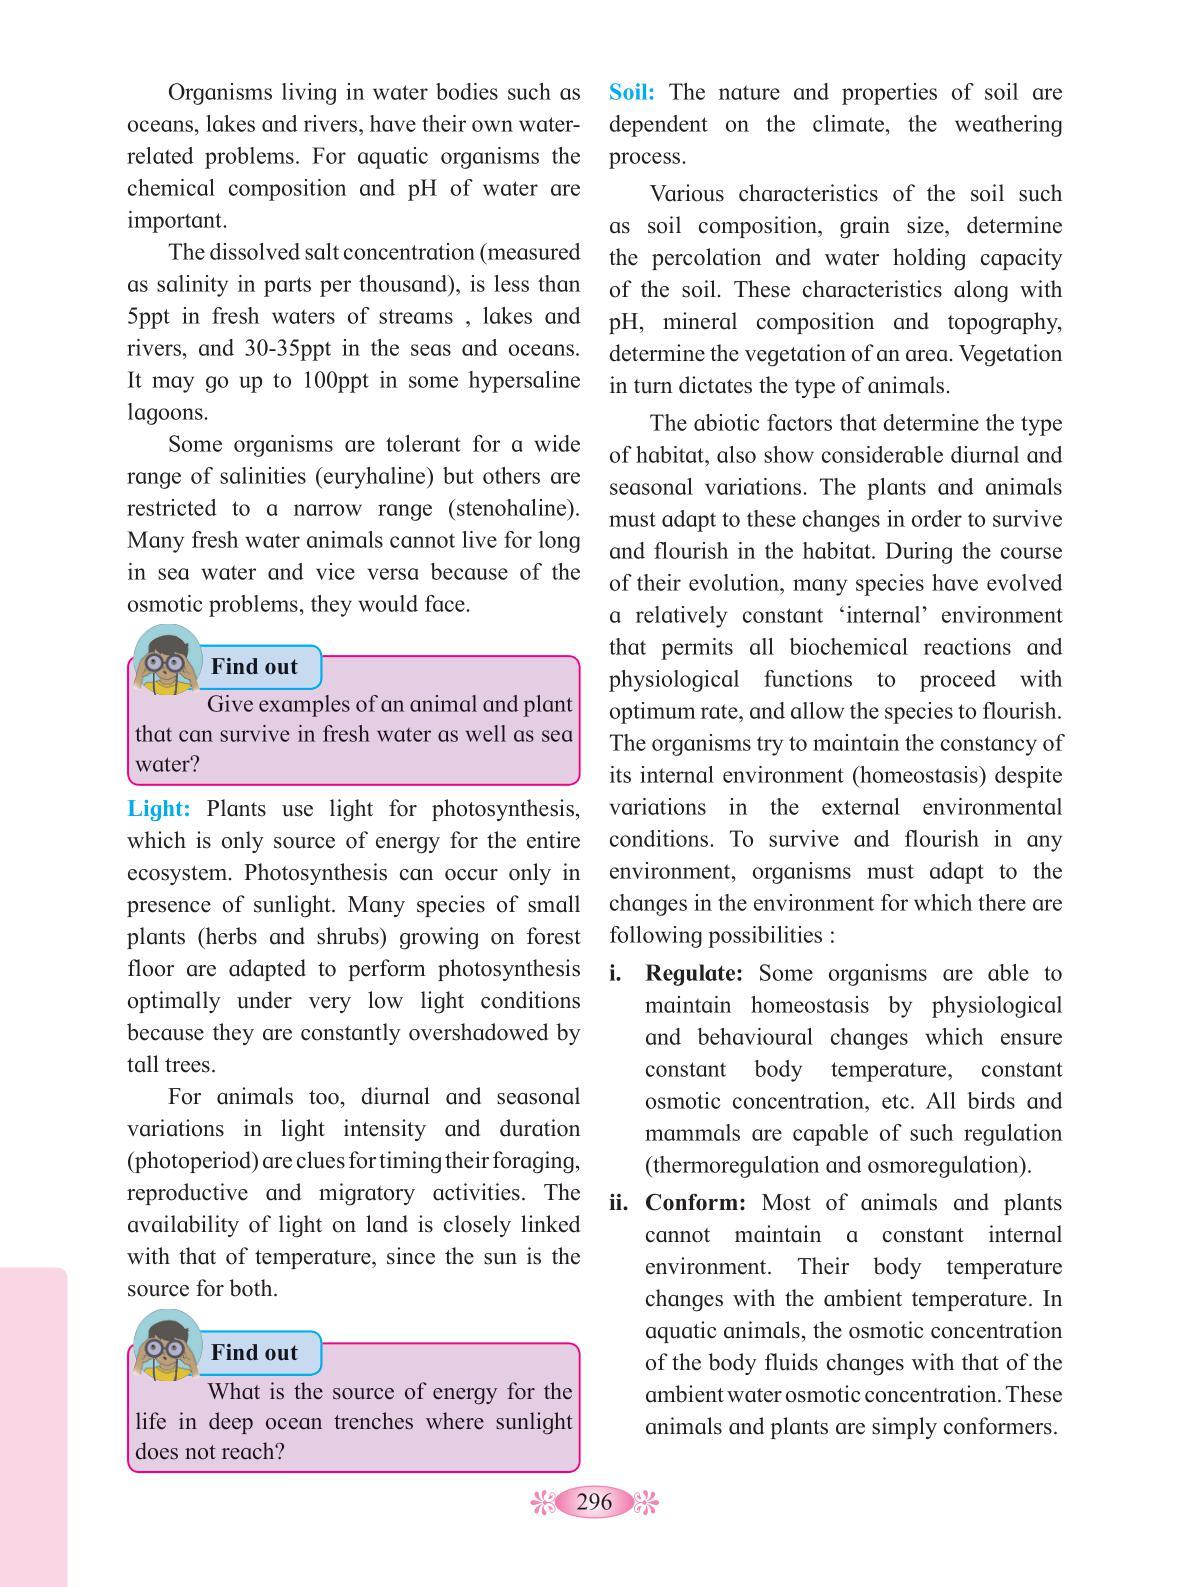 Organisms living in water bodies such as
oceans, lakes and rivers, have their own water-
related problems. For aquatic organisms the
chemical composition and pH of water are
important.
The dissolved salt concentration (measured
as salinity in parts per thousand), is less than
5ppt in fresh waters of streams , lakes and
rivers, and 30-35ppt in the seas and oceans.
It may go up to 100ppt in some hypersaline
lagoons.
Some organisms are tolerant for a wide
range of salinities (euryhaline) but others are
restricted to a narrow range (stenohaline).
Many fresh water animals cannot live for long
in sea water and vice versa because of the
osmotic problems, they would face.
Find out
Give examples of an animal and plant
that can survive in fresh water as well as sea
water?
Light: Plants use light for photosynthesis,
which is only source of energy for the entire
ecosystem. Photosynthesis can occur only in
presence of sunlight. Many species of small
plants (herbs and shrubs) growing on forest
floor are adapted to perform photosynthesis
optimally under very low light conditions
because they are constantly overshadowed by
tall trees.
For animals too, diurnal and seasonal
variations in light intensity and duration
(photoperiod) are clues for timing their foraging,
reproductive and migratory activities. The
availability of light on land is closely linked
with that of temperature, since the sun is the
source for both.
Find out
What is the source of energy for the
life in deep ocean trenches where sunlight
does not reach?
Soil: The nature and properties of soil are
dependent on the climate, the weathering
process.
Various characteristics of the soil such
as soil composition, grain size, determine
the percolation and water holding capacity
of the soil. These characteristics along with
pH, mineral composition and topography,
determine the vegetation of an area. Vegetation
in turn dictates the type of animals.
The abiotic factors that determine the type
of habitat, also show considerable diurnal and
seasonal variations. The plants and animals
must adapt to these changes in order to survive
and flourish in the habitat. During the course
of their evolution, many species have evolved
a relatively constant ‘internal’ environment
that permits all biochemical reactions and
physiological functions to proceed with
optimum rate, and allow the species to flourish.
The organisms try to maintain the constancy of
its internal environment (homeostasis) despite
variations in the external environmental
conditions. To survive and flourish in any
environment, organisms must adapt to the
changes in the environment for which there are
following possibilities :
i. Regulate: Some organisms are able to
maintain homeostasis by physiological
and behavioural changes which ensure
constant body temperature, constant
osmotic concentration, etc. All birds and
mammals are capable of such regulation
(thermoregulation and osmoregulation).
ii. Conform: Most of animals and plants
cannot maintain a constant internal
environment. Their body temperature
changes with the ambient temperature. In
aquatic animals, the osmotic concentration
of the body fluids changes with that of the
ambient water osmotic concentration. These
animals and plants are simply conformers.
296